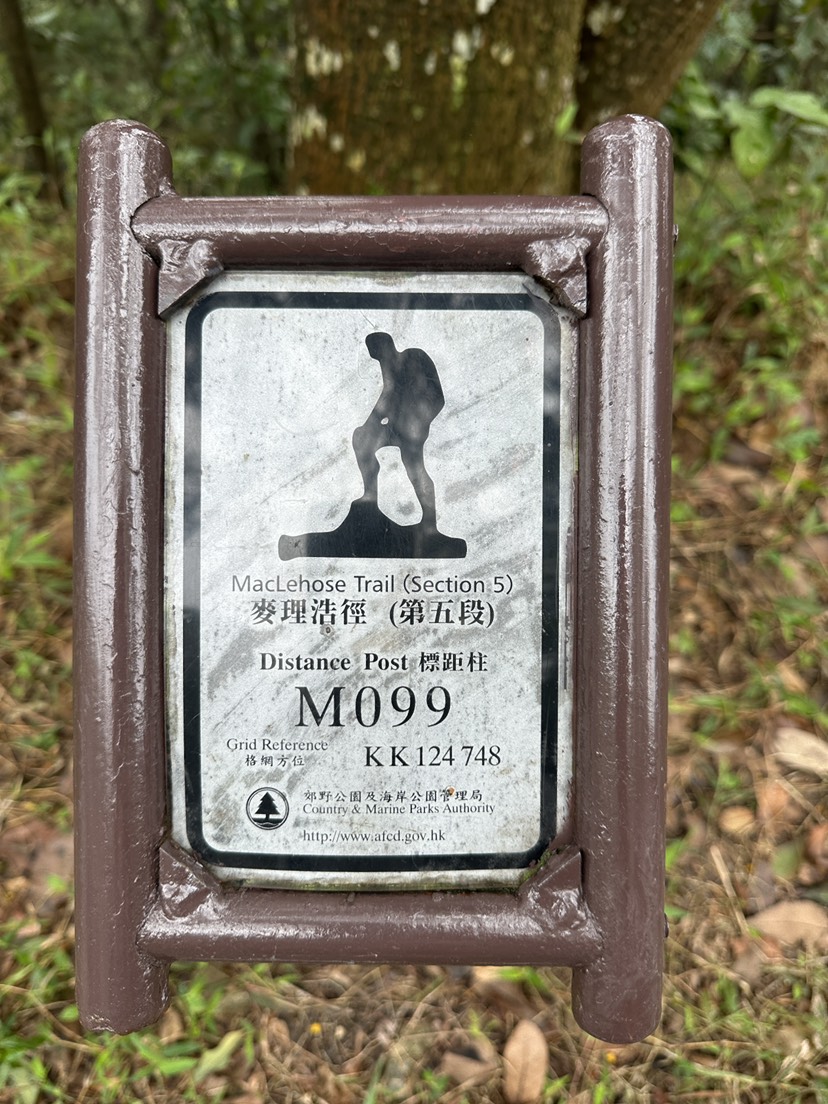 MacLehose Trail (Section 5)
麥理浩徑 (第五段)
Distance Post 標距柱
M099
Grid Reference
格網方位
KK 124 748
郊野公園及海岸公園管理局
Country & Marine Parks Authority
http://www.afcd.gov.hk